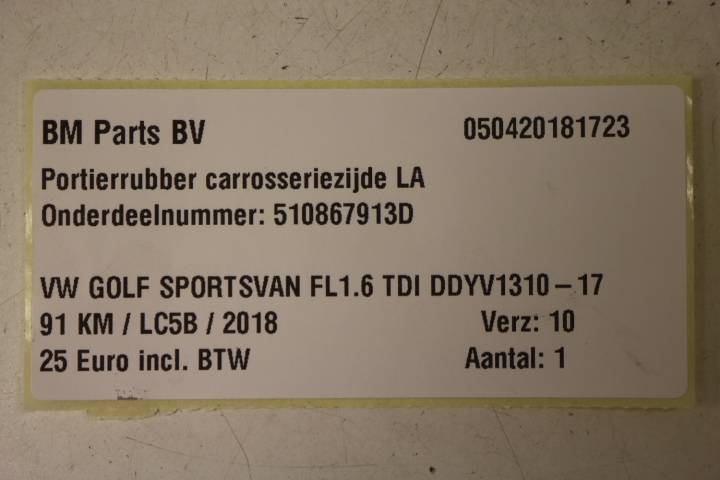 BM Parts BV 050420181723
Portierrubber carrosseriezijde LA
Onderdeelnummer: 510867913D
VW GOLF SPORTSVAN FL1.6 TDI DDYV1310-17
91 KM / LC5B / 2018 Verz: 10
25 Euro incl. BTW Aantal: 1